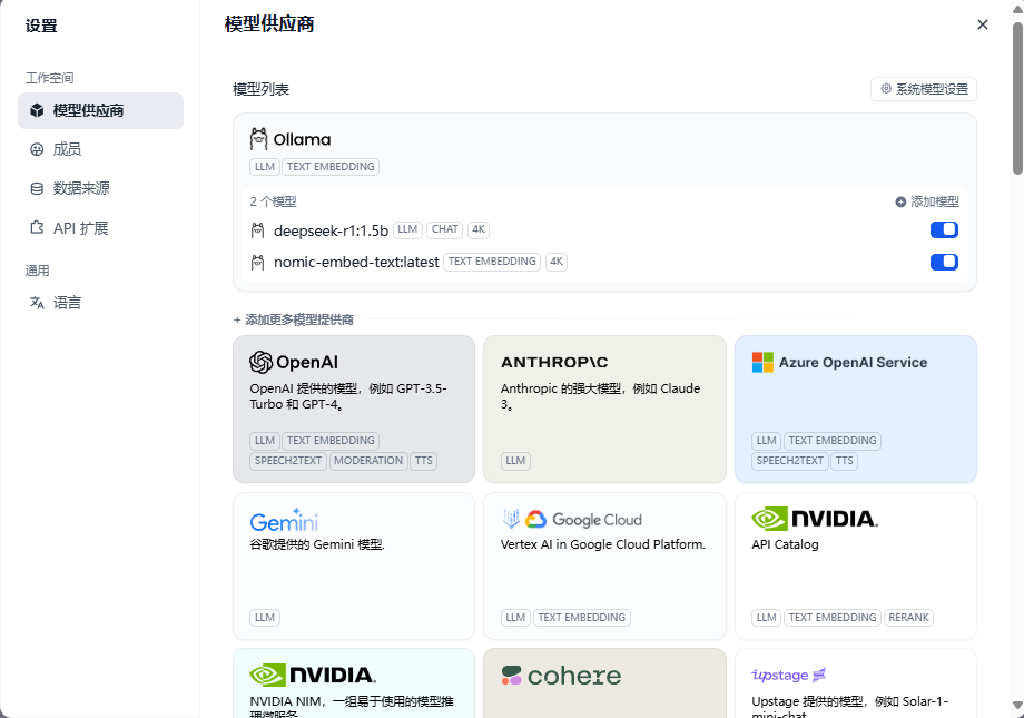 设置
模型供应商
工作空间
模型供应商
成员
数据来源
API 扩展
通用
语言
模型列表
系统模型设置
Ollama
LLM TEXT EMBEDDING
2 个模型
添加模型
deepseek-r1:1.5b LLM CHAT 4K
nomic-embed-text:latest TEXT EMBEDDING 4K
+ 添加更多模型提供商
OpenAI
OpenAI 提供的模型，例如 GPT-3.5-
Turbo 和 GPT-4。
LLM TEXT EMBEDDING
SPEECH2TEXT MODERATION TTS
ANTHROP\C
Anthropic 的强大模型，例如 Claude
3。
LLM
Azure OpenAI Service
LLM TEXT EMBEDDING
SPEECH2TEXT TTS
Gemini
谷歌提供的 Gemini 模型.
LLM
Google Cloud
Vertex AI in Google Cloud Platform.
LLM TEXT EMBEDDING
NVIDIA.
API Catalog
LLM TEXT EMBEDDING RERANK
NVIDIA.
NVIDIA NIM，一组易于使用的模型推
理微服务
cohere
upstage
Upstage 提供的模型，例如 Solar-1-
mini-chat